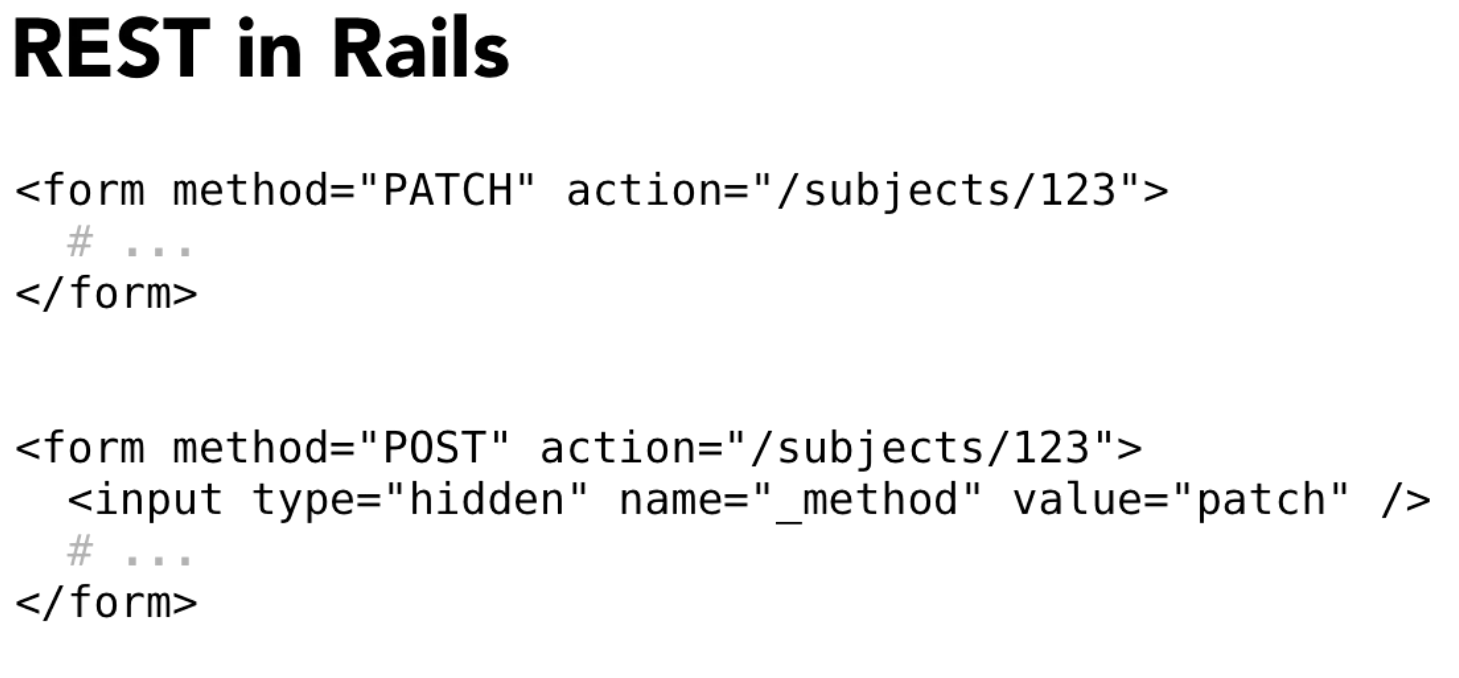 REST in Rails
<form method="PATCH" action="/subjects/123">
  # ...
</form>
<form method="POST" action="/subjects/123">
  <input type="hidden" name="_method" value="patch" />
  # ...
</form>